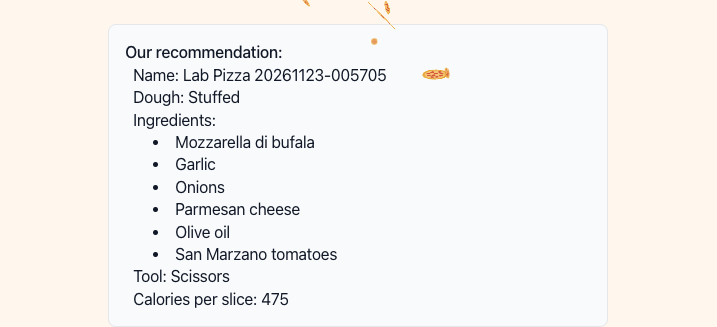 Our recommendation:
Name: Lab Pizza 20261123-005705
Dough: Stuffed
Ingredients:
• Mozzarella di bufala
• Garlic
• Onions
• Parmesan cheese
• Olive oil
• San Marzano tomatoes
Tool: Scissors
Calories per slice: 475